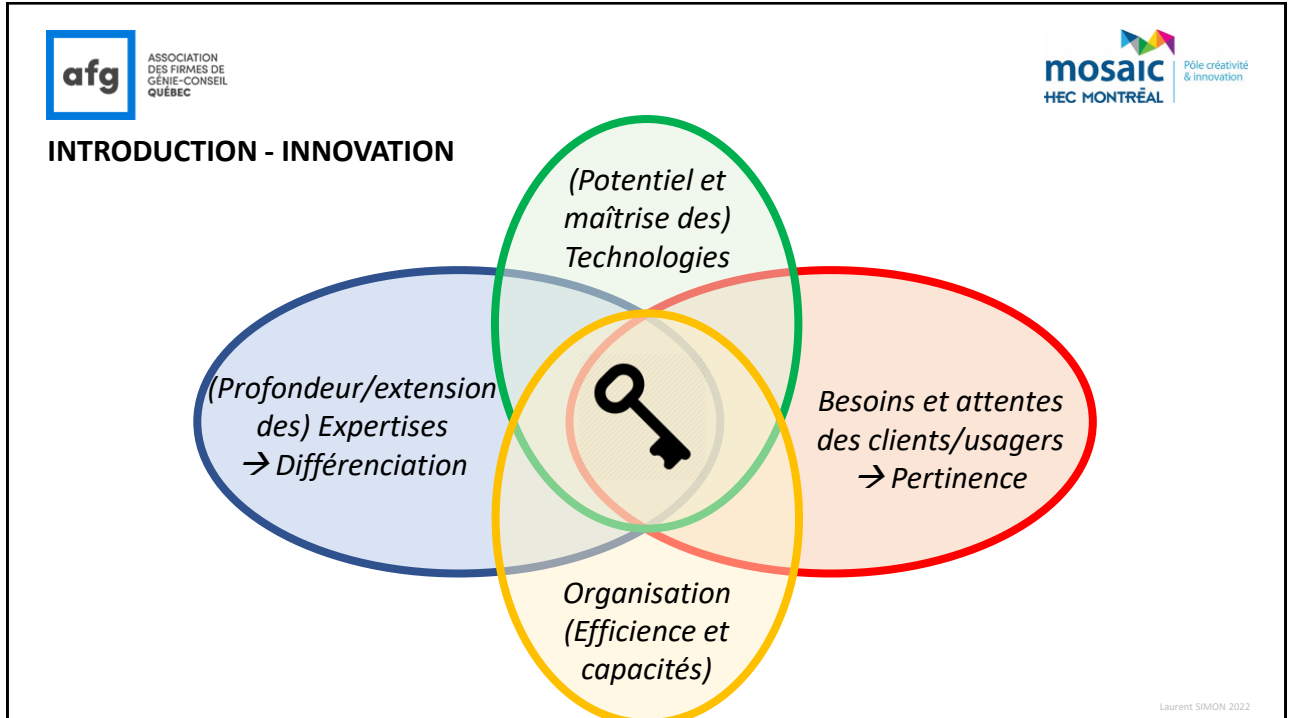 afg
ASSOCIATION
DES FIRMES DE
GÉNIE-CONSEIL
QUÉBEC
mosaic
HEC MONTRÉAL
Pôle créativité
& innovation
INTRODUCTION - INNOVATION
(Potentiel et
maîtrise des)
Technologies
(Profondeur/extension
des) Expertises
→ Différenciation
Besoins et attentes
des clients/usagers
→ Pertinence
Organisation
(Efficience et
capacités)
Laurent SIMON 2022